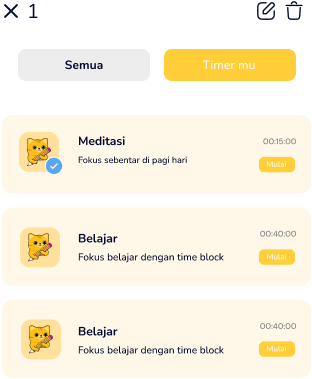 1
Semua
Timer mu
Meditasi
00:15:00
Fokus sebentar di pagi hari
Mulai
Belajar
00:40:00
Fokus belajar dengan time block
Mulai
Belajar
00:40:00
Fokus belajar dengan time block
Mulai